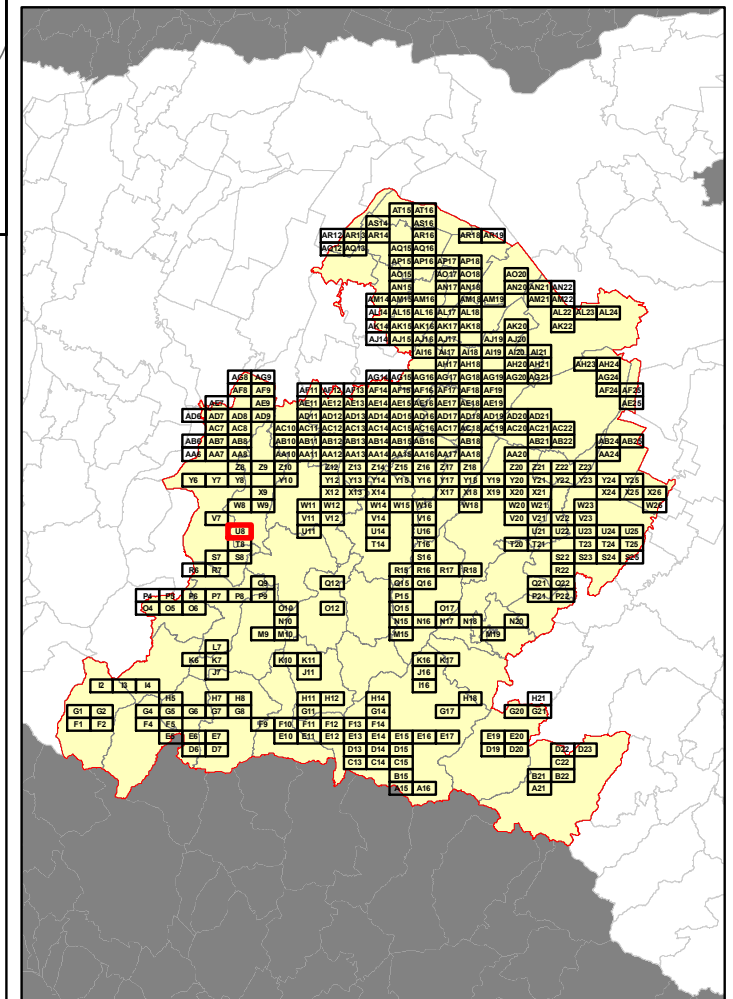 AT15 AT16
AS14 AS16
AR12 AR13 AR14 AR16 AR18 AR19
AQ12 AQ13 AQ15 AQ16
AP15 AP16 AP17 AP18
AO15 AO17 AO18 AO20
AN15 AN17 AN18 AN20 AN21 AN22
AM14 AM15 AM16 AM18 AM19 AM21 AM22
AL14 AL15 AL16 AL17 AL18 AL22 AL23 AL24
AK14 AK15 AK16 AK17 AK18 AK20 AK22
AJ14 AJ15 AJ16 AJ17 AJ19 AJ20
AI16 AI17 AI18 AI19 AI20 AI21
AH17 AH18 AH20 AH21 AH23 AH24
AG8 AG9 AG14 AG15 AG16 AG17 AG18 AG19 AG20 AG21 AG24
AF8 AF9 AF11 AF12 AF13 AF14 AF15 AF16 AF17 AF18 AF19 AF24 AF25
AE7 AE9 AE11 AE12 AE13 AE14 AE15 AE16 AE17 AE18 AE19 AE25
AD6 AD7 AD8 AD9 AD11 AD12 AD13 AD14 AD15 AD16 AD17 AD18 AD19 AD20 AD21
AC7 AC8 AC10 AC11 AC12 AC13 AC14 AC15 AC16 AC17 AC18 AC19 AC20 AC21 AC22
AB6 AB7 AB8 AB10 AB11 AB12 AB13 AB14 AB15 AB16 AB18 AB21 AB22 AB24 AB25
AA6 AA7 AA8 AA10 AA11 AA12 AA13 AA14 AA15 AA16 AA17 AA18 AA20 AA24
Z8 Z9 Z10 Z12 Z13 Z14 Z15 Z16 Z17 Z18 Z20 Z21 Z22 Z23
Y6 Y7 Y8 Y10 Y12 Y13 Y14 Y15 Y16 Y17 Y18 Y19 Y20 Y21 Y22 Y23 Y24 Y25
X9 X12 X13 X14 X17 X18 X19 X20 X21 X24 X25 X26
W8 W9 W11 W12 W14 W15 W16 W18 W20 W21 W23 W26
V7 V11 V12 V14 V16 V20 V21 V22 V23
U8 U11 U14 U16 U21 U22 U23 U24 U25
T8 T14 T16 T20 T21 T23 T24 T25
S7 S8 S16 S22 S23 S24 S25
R6 R7 R15 R16 R17 R18 R22
Q9 Q12 Q15 Q16 Q21 Q22
P4 P5 P6 P7 P8 P9 P15 P21 P22
O4 O5 O6 O10 O12 O15 O17
N10 N15 N16 N17 N18 N20
M9 M10 M15 M19
L7
K6 K7 K10 K11 K16 K17
J7 J11 J16
I2 I3 I4 I16
H5 H7 H8 H11 H12 H14 H18 H21
G1 G2 G4 G5 G6 G7 G8 G11 G14 G17 G20 G21
F1 F2 F4 F5 F9 F10 F11 F12 F13 F14
E5 E6 E7 E10 E11 E12 E13 E14 E15 E16 E17 E19 E20
D6 D7 D13 D14 D15 D19 D20 D22 D23
C13 C14 C15 C22
B15 B21 B22
A15 A16 A21